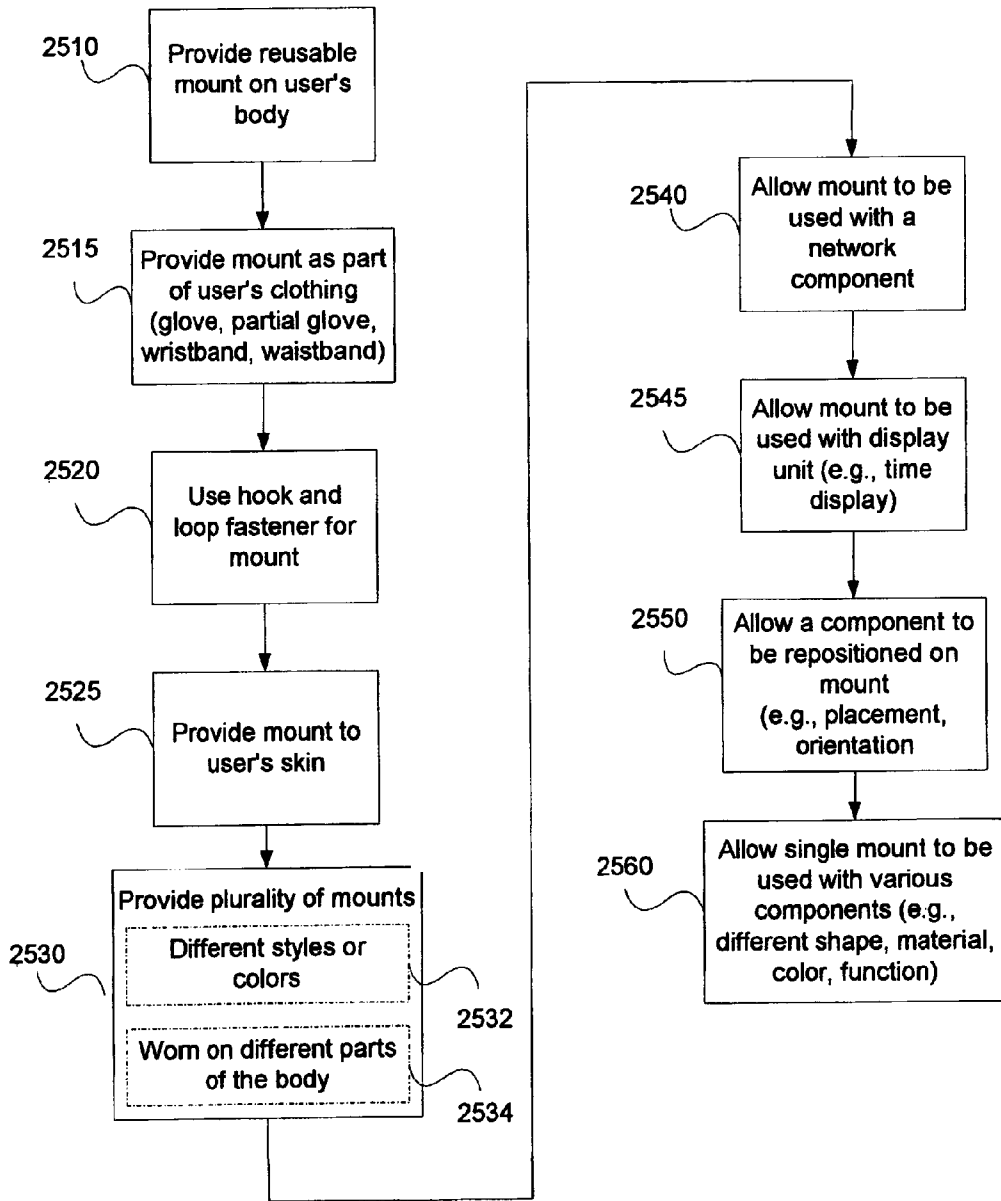 2510
Provide reusable
mount on user's
body
2515
Provide mount as part
of user's clothing
(glove, partial glove,
wristband, waistband)
2520
Use hook and
loop fastener for
mount
2525
Provide mount to
user's skin
2530
Provide plurality of mounts
Different styles or
colors
2532
Worn on different parts
of the body
2534
2540
Allow mount to be
used with a
network
component
2545
Allow mount to be
used with display
unit (e.g., time
display)
2550
Allow a component to
be repositioned on
mount
(e.g., placement,
orientation
2560
Allow single mount to be
used with various
components (e.g.,
different shape, material,
color, function)